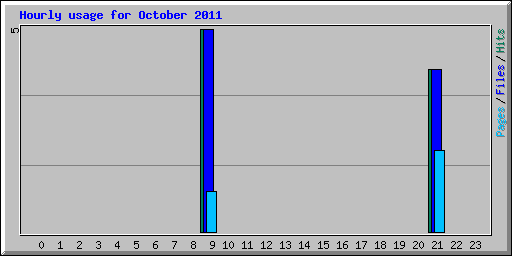 Hourly usage for October 2011
5
Pages/Files/Hits
0 1 2 3 4 5 6 7 8 9 10 11 12 13 14 15 16 17 18 19 20 21 22 23